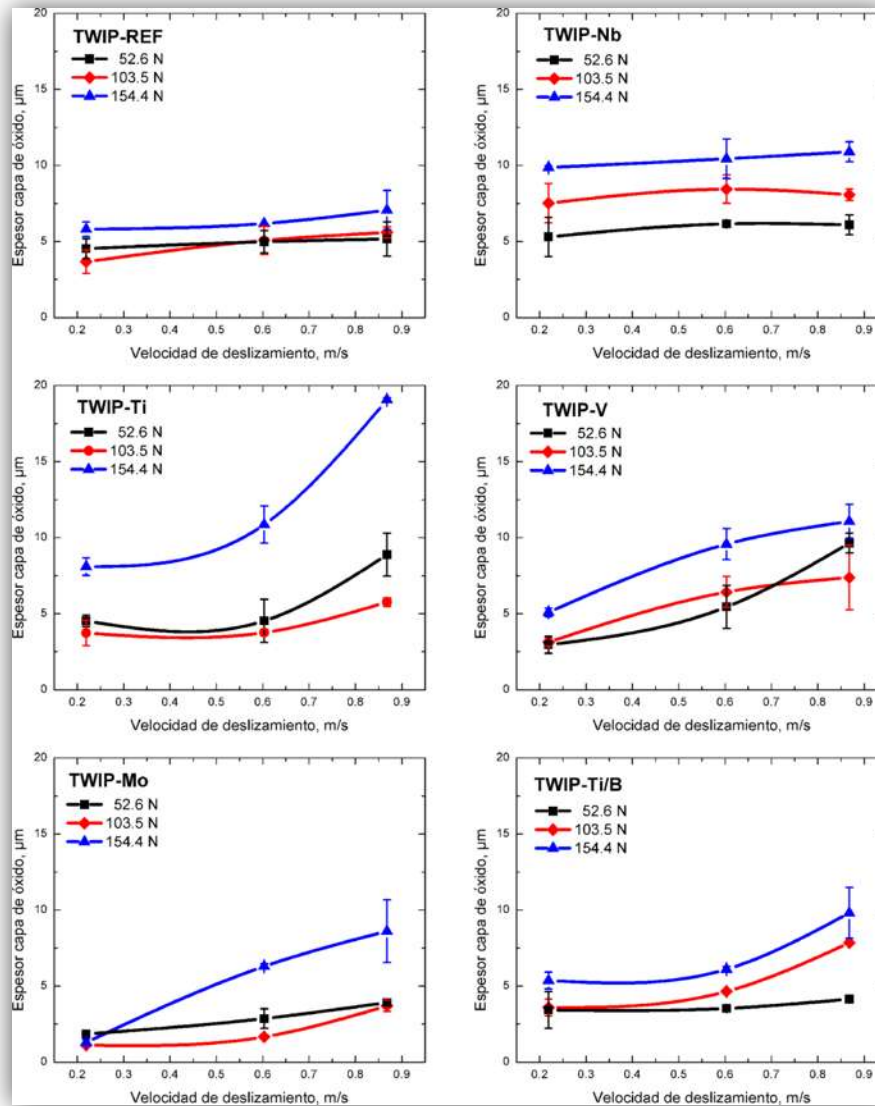 TWIP-REF
52.6 N
103.5 N
154.4 N
Espesor capa de óxido, µm
20
15
10
5
0
0.2 0.3 0.4 0.5 0.6 0.7 0.8 0.9
Velocidad de deslizamiento, m/s
TWIP-Nb
52.6 N
103.5 N
154.4 N
Espesor capa de óxido, µm
20
15
10
5
0
0.2 0.3 0.4 0.5 0.6 0.7 0.8 0.9
Velocidad de deslizamiento, m/s
TWIP-Ti
52.6 N
103.5 N
154.4 N
Espesor capa de óxido, µm
20
15
10
5
0
0.2 0.3 0.4 0.5 0.6 0.7 0.8 0.9
Velocidad de deslizamiento, m/s
TWIP-V
52.6 N
103.5 N
154.4 N
Espesor capa de óxido, µm
20
15
10
5
0
0.2 0.3 0.4 0.5 0.6 0.7 0.8 0.9
Velocidad de deslizamiento, m/s
TWIP-Mo
52.6 N
103.5 N
154.4 N
Espesor capa de óxido, µm
20
15
10
5
0
0.2 0.3 0.4 0.5 0.6 0.7 0.8 0.9
Velocidad de deslizamiento, m/s
TWIP-Ti/B
52.6 N
103.5 N
154.4 N
Espesor capa de óxido, µm
20
15
10
5
0
0.2 0.3 0.4 0.5 0.6 0.7 0.8 0.9
Velocidad de deslizamiento, m/s